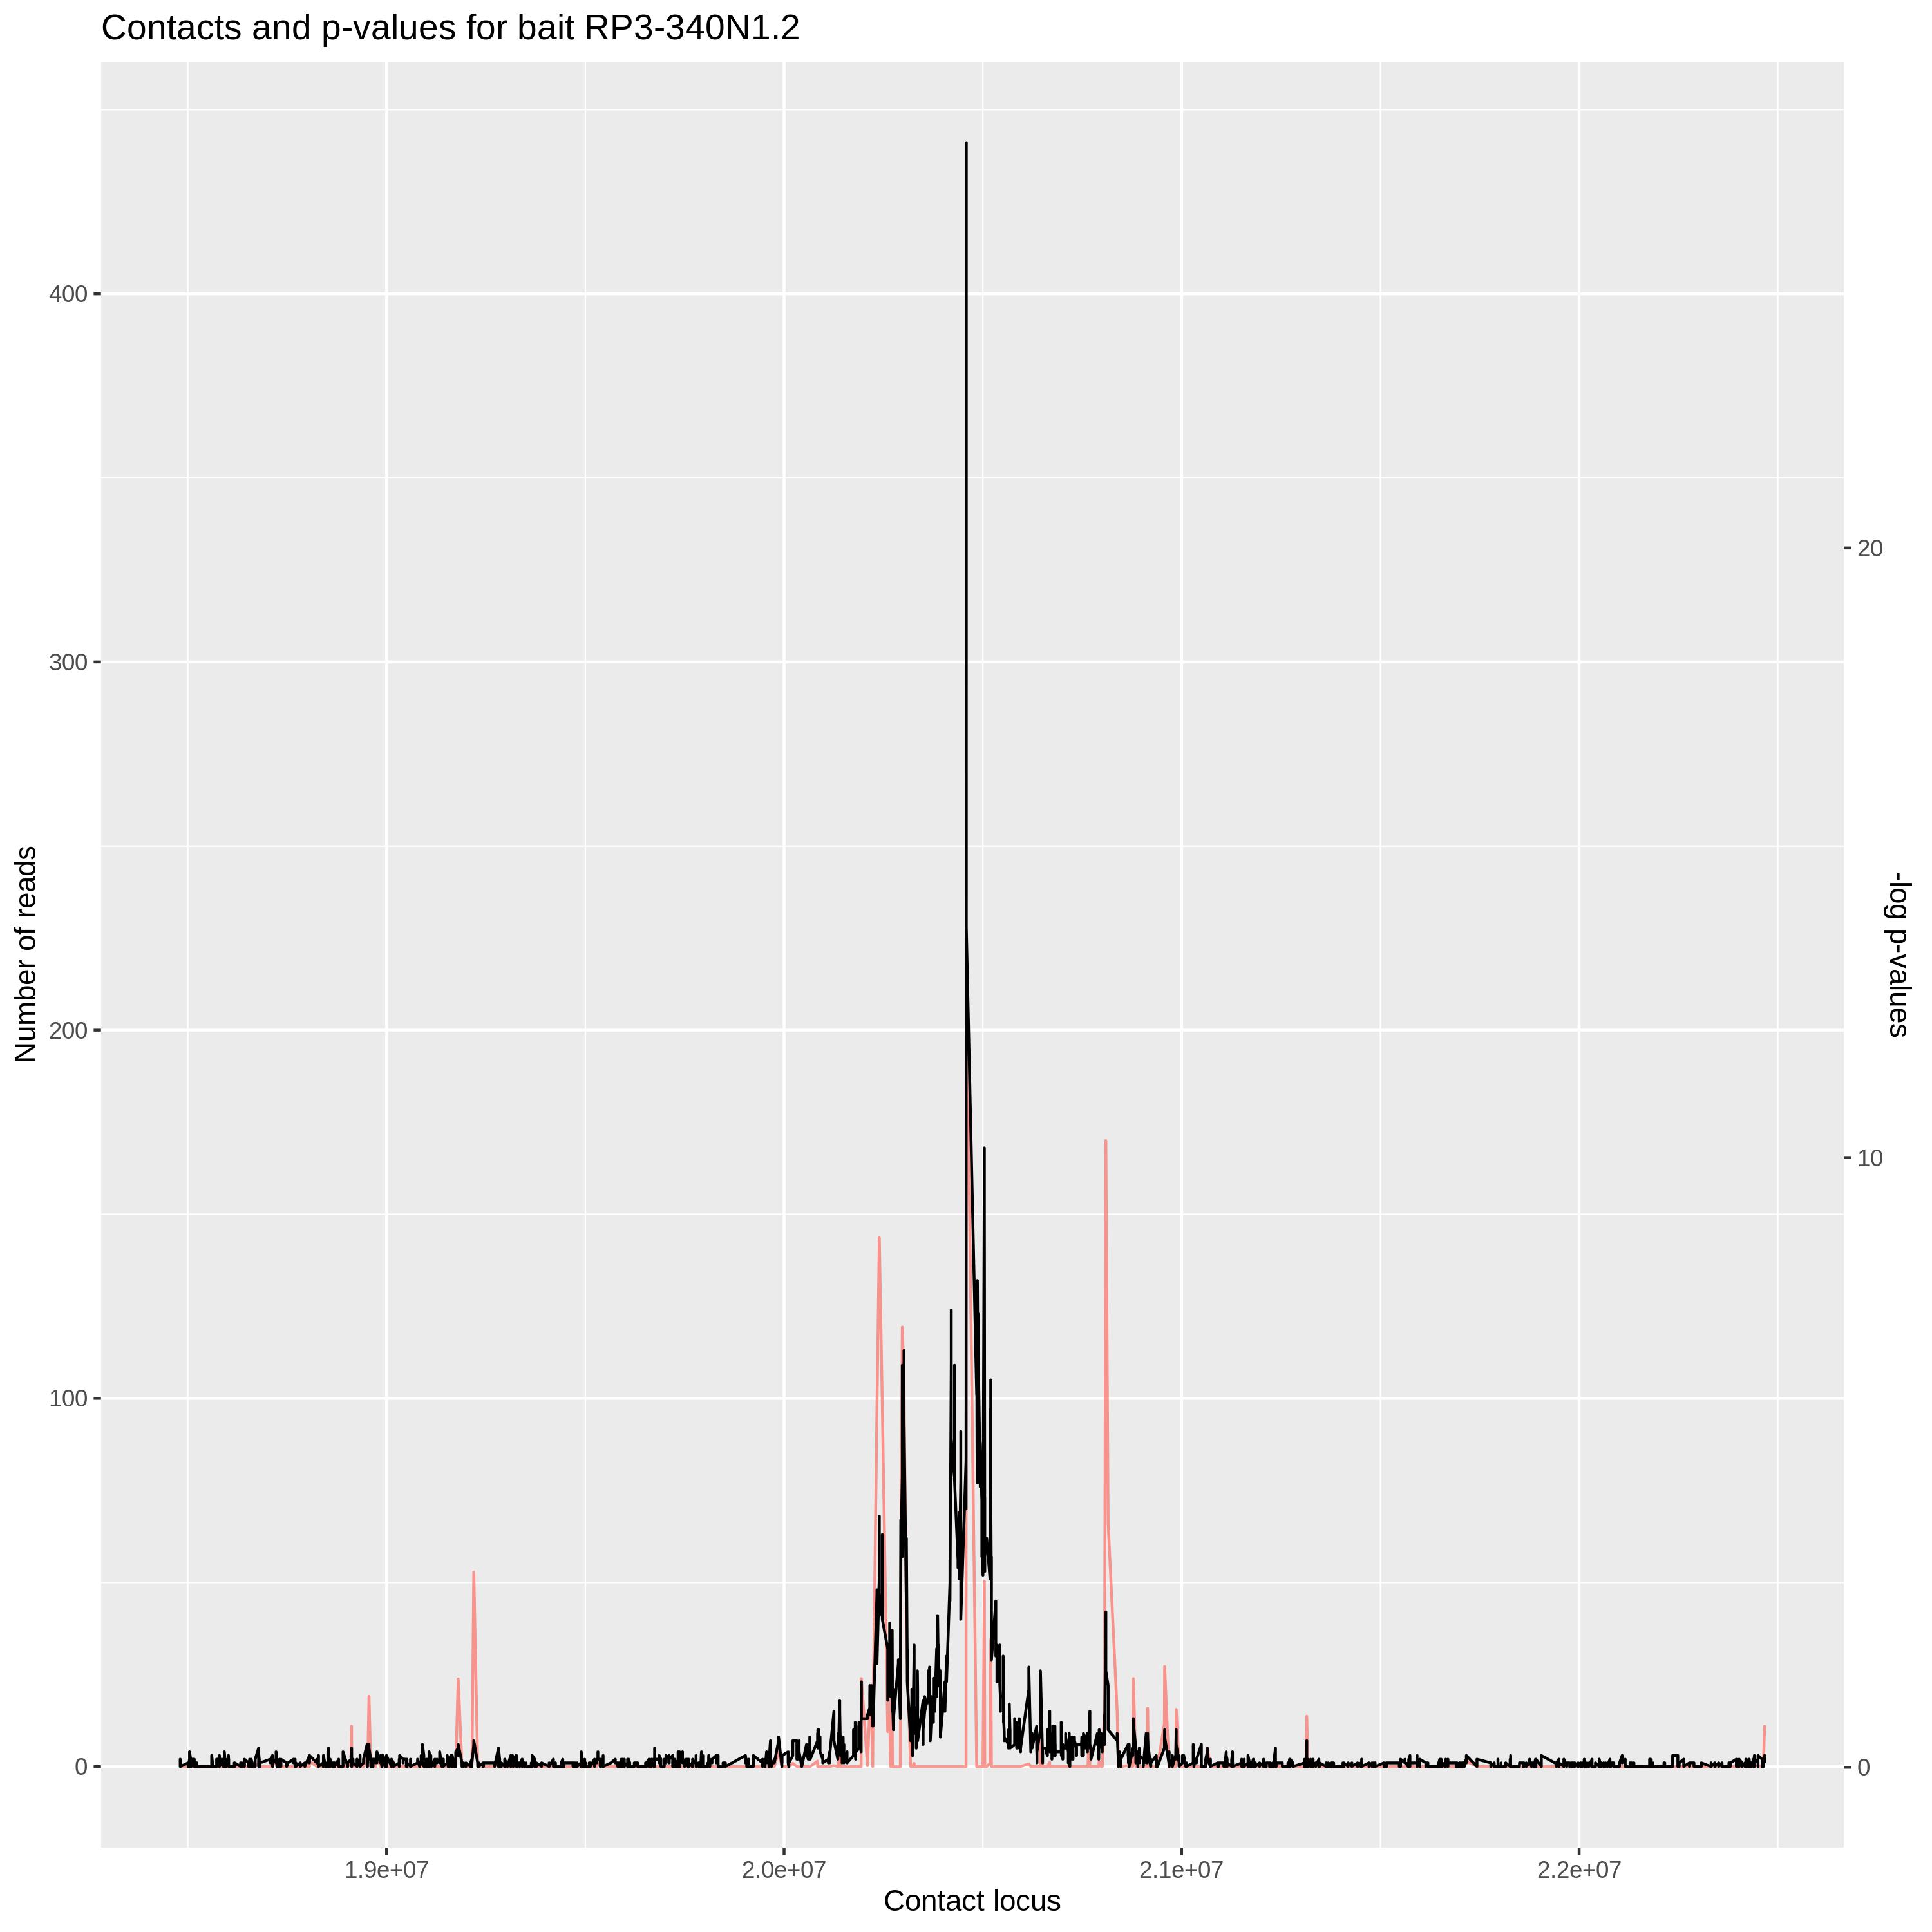 Contacts and p-values for bait RP3-340N1.2
400
300
200
100
0
Number of reads
20
10
0
-log p-values
1.9e+07
2.0e+07
2.1e+07
2.2e+07
Contact locus